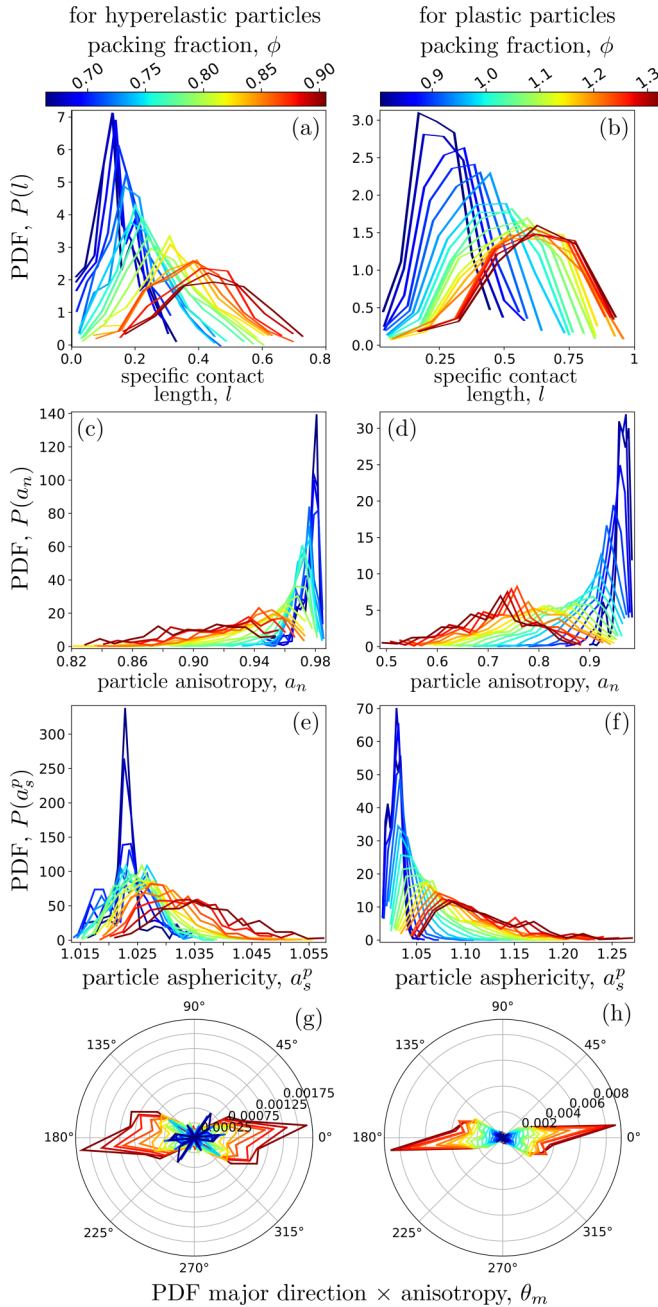 for hyperelastic particles
packing fraction, ϕ
0.70 0.75 0.80 0.85 0.90
for plastic particles
packing fraction, ϕ
0.9 1.0 1.1 1.2 1.3
(a)
PDF, P(l)
7
6
5
4
3
2
1
0
0.0 0.2 0.4 0.6 0.8
specific contact
length, l
(b)
3.0
2.5
2.0
1.5
1.0
0.5
0.0
0.25 0.5 0.75 1
specific contact
length, l
(c)
PDF, P(aₙ)
140
120
100
80
60
40
20
0
0.82 0.86 0.90 0.94 0.98
particle anisotropy, aₙ
(d)
30
25
20
15
10
5
0
0.5 0.6 0.7 0.8 0.9
particle anisotropy, aₙ
(e)
PDF, P(aₛᵖ)
300
250
200
150
100
50
0
1.015 1.025 1.035 1.045 1.055
particle asphericity, aₛᵖ
(f)
70
60
50
40
30
20
10
0
1.05 1.10 1.15 1.20 1.25
particle asphericity, aₛᵖ
(g)
90°
135° 45°
180° 0°
225° 315°
270°
0.00175
0.00125
0.00075
0.00025
(h)
90°
135° 45°
180° 0°
225° 315°
270°
0.008
0.006
0.004
0.002
PDF major direction × anisotropy, θₘ